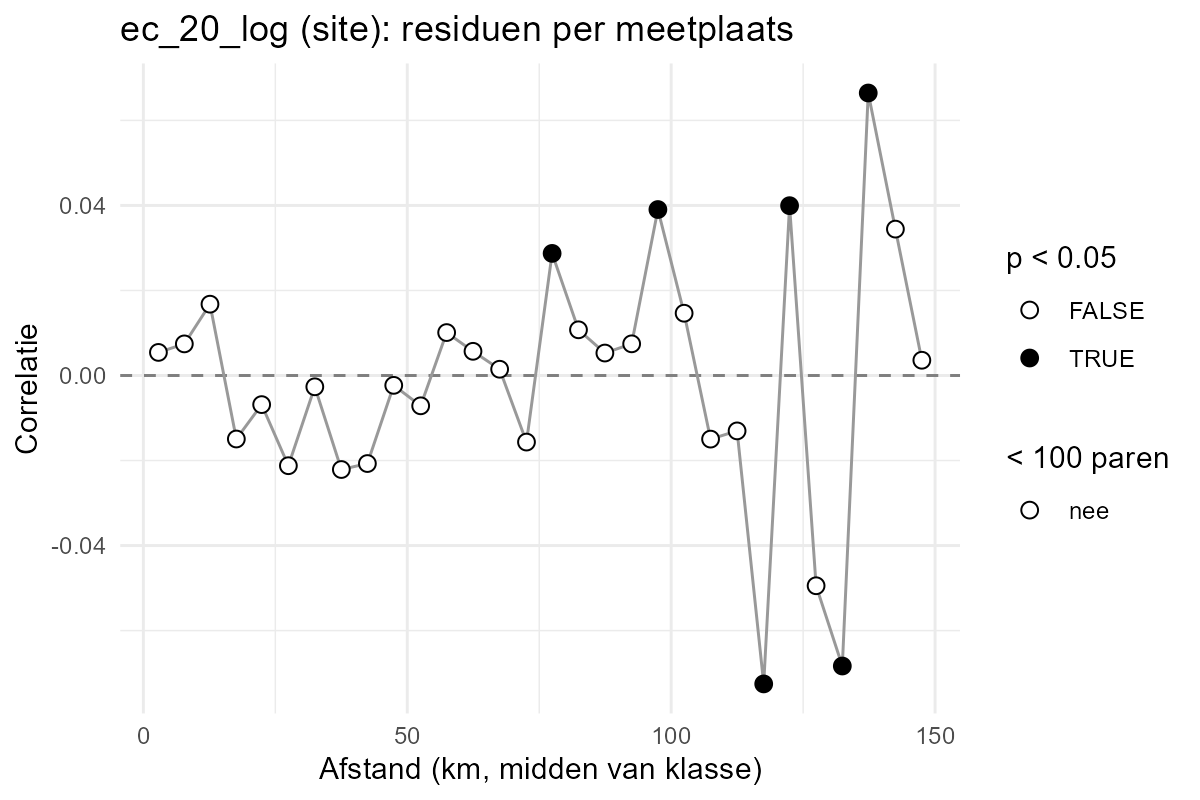 ec_20_log (site): residuen per meetplaats
Correlatie
0.04
0.00
-0.04
0
50
100
150
Afstand (km, midden van klasse)
p < 0.05
FALSE
TRUE
< 100 paren
nee